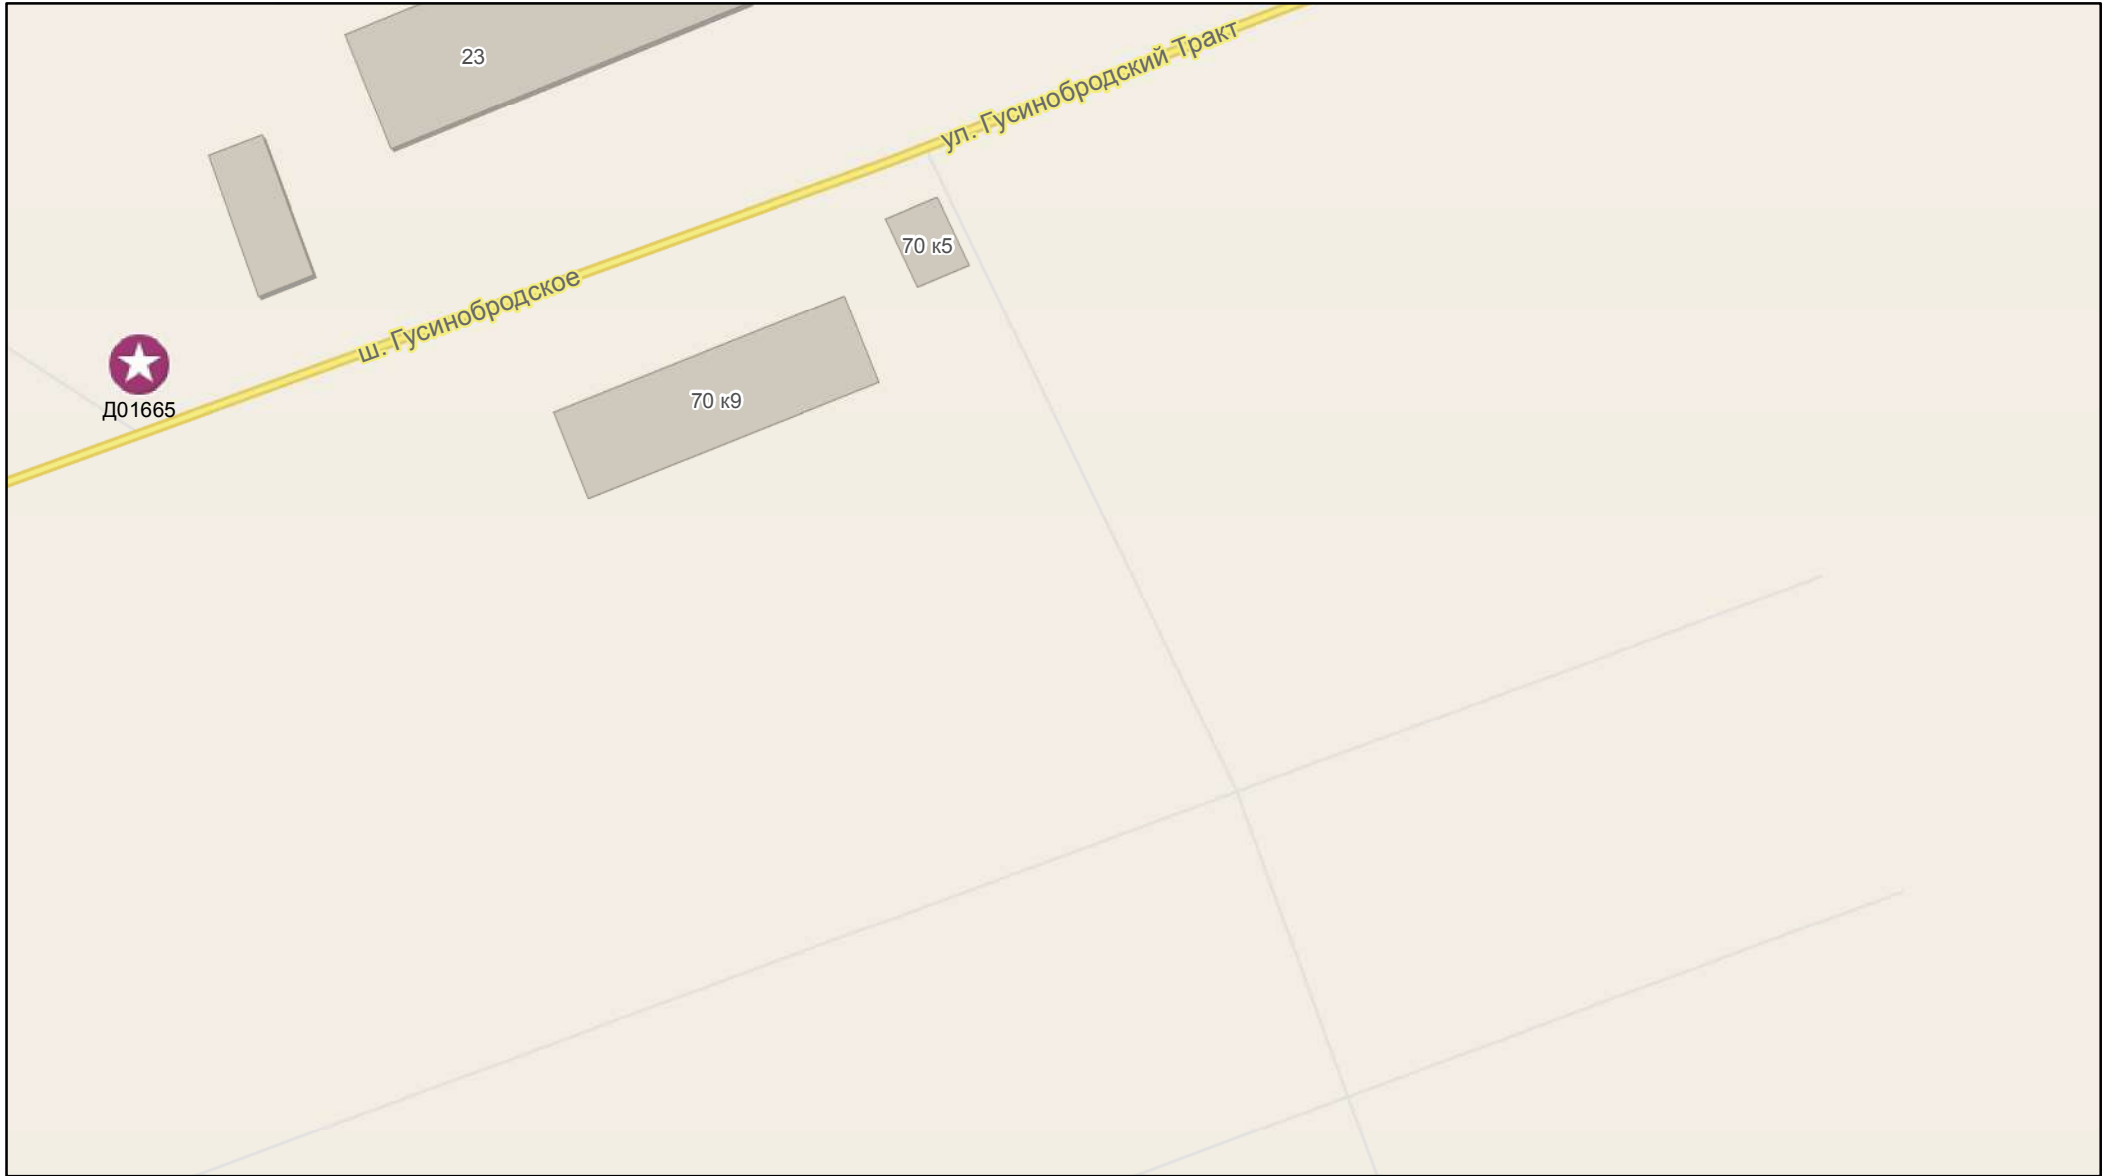 23
ул. Гусинобродский Тракт
70 к5
ш. Гусинобродское
Д01665
70 к9